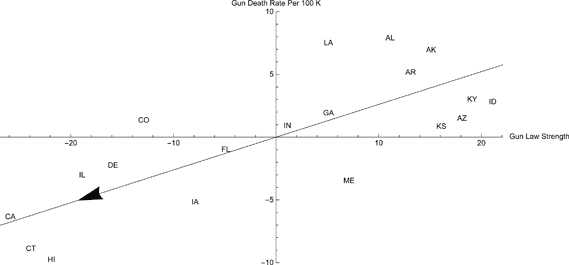 Gun Death Rate Per 100 K
10
LA
AL
AK
5
AR
KY
ID
CO
GA
AZ
IN
KS
Gun Law Strength
−20
−10
10
20
FL
DE
IL
ME
−5
IA
CA
CT
HI
−10